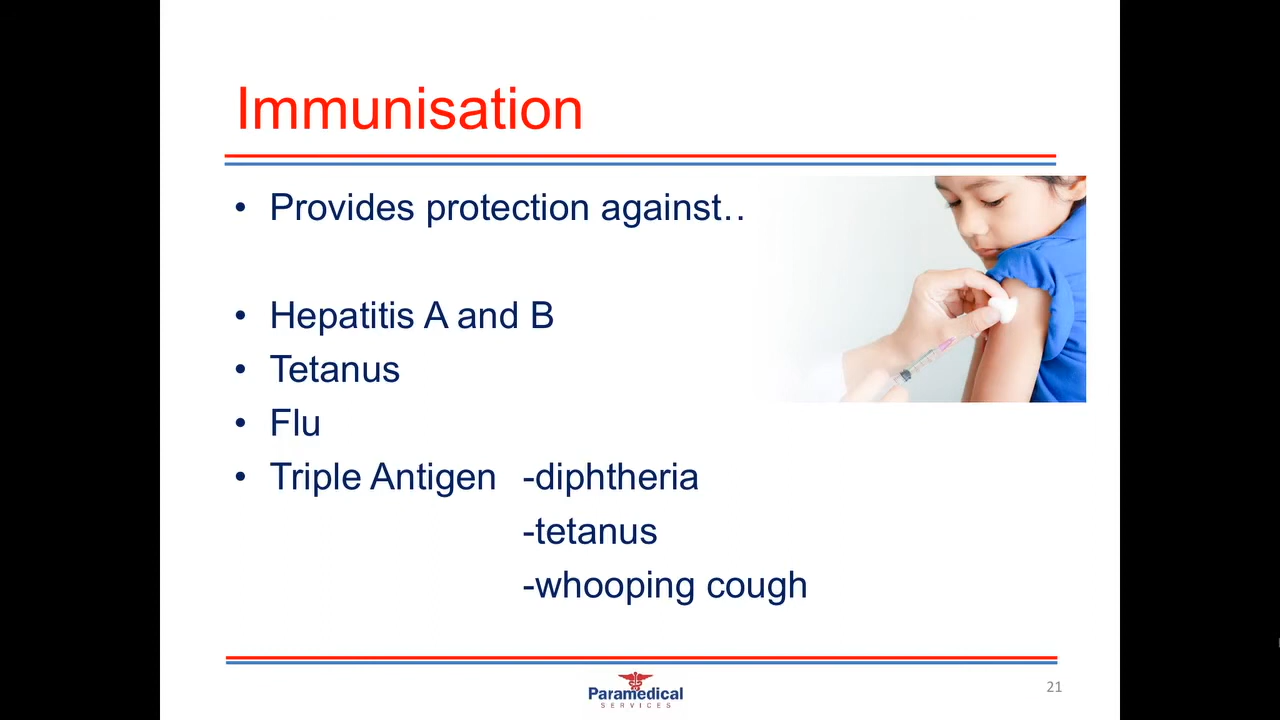 Immunisation
• Provides protection against..
• Hepatitis A and B
• Tetanus
• Flu
• Triple Antigen -diphtheria
-tetanus
-whooping cough
Paramedical
SERVICES
21